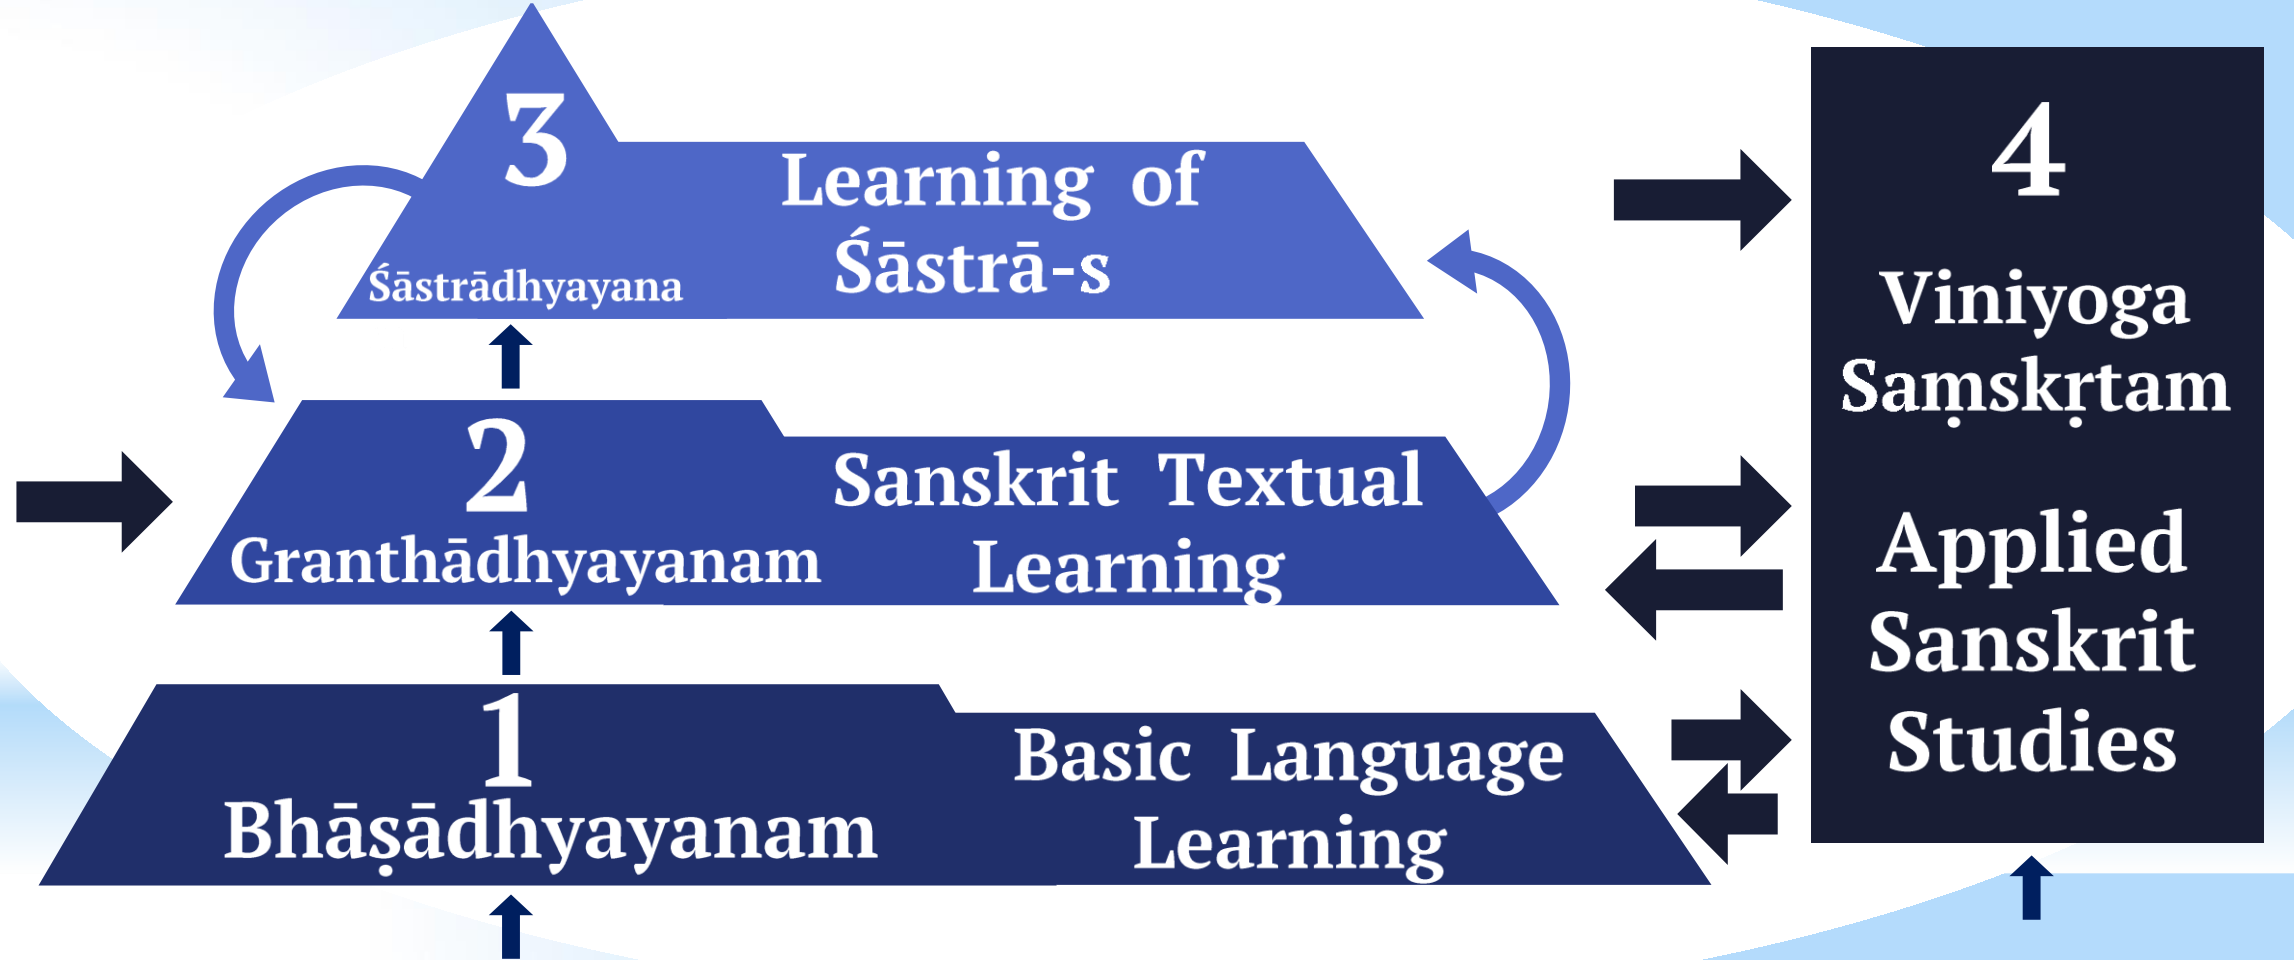 3
Śāstrādhyayana
Learning of
Śāstrā-s
2
Granthādhyayanam
Sanskrit Textual
Learning
1
Bhāṣādhyayanam
Basic Language
Learning
4
Viniyoga
Saṃskṛtam
Applied
Sanskrit
Studies